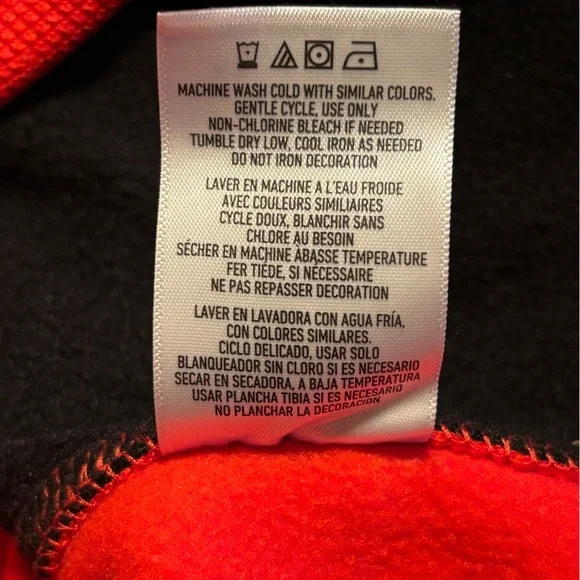 MACHINE WASH COLD WITH SIMILAR COLORS.
GENTLE CYCLE, USE ONLY
NON-CHLORINE BLEACH IF NEEDED
TUMBLE DRY LOW, COOL IRON AS NEEDED
DO NOT IRON DECORATION
LAVER EN MACHINE A L'EAU FROIDE
AVEC COULEURS SIMILIAIRES
CYCLE DOUX, BLANCHIR SANS
CHLORE AU BESOIN
SÉCHER EN MACHINE ÁBASSE TEMPERATURE
FER TIÈDE, SI NÉCESSAIRE
NE PAS REPASSER DECORATION
LAVER EN LAVADORA CON AGUA FRÍA,
CON COLORES SIMILARES.
CICLO DELICADO, USAR SOLO
BLANQUEADOR SIN CLORO SI ES NECESARIO
SECAR EN SECADORA, A BAJA TEMPERATURA
USAR PLANCHA TIBIA SI ES NECESARIO
NO PLANCHAR LA DECORACIÓN